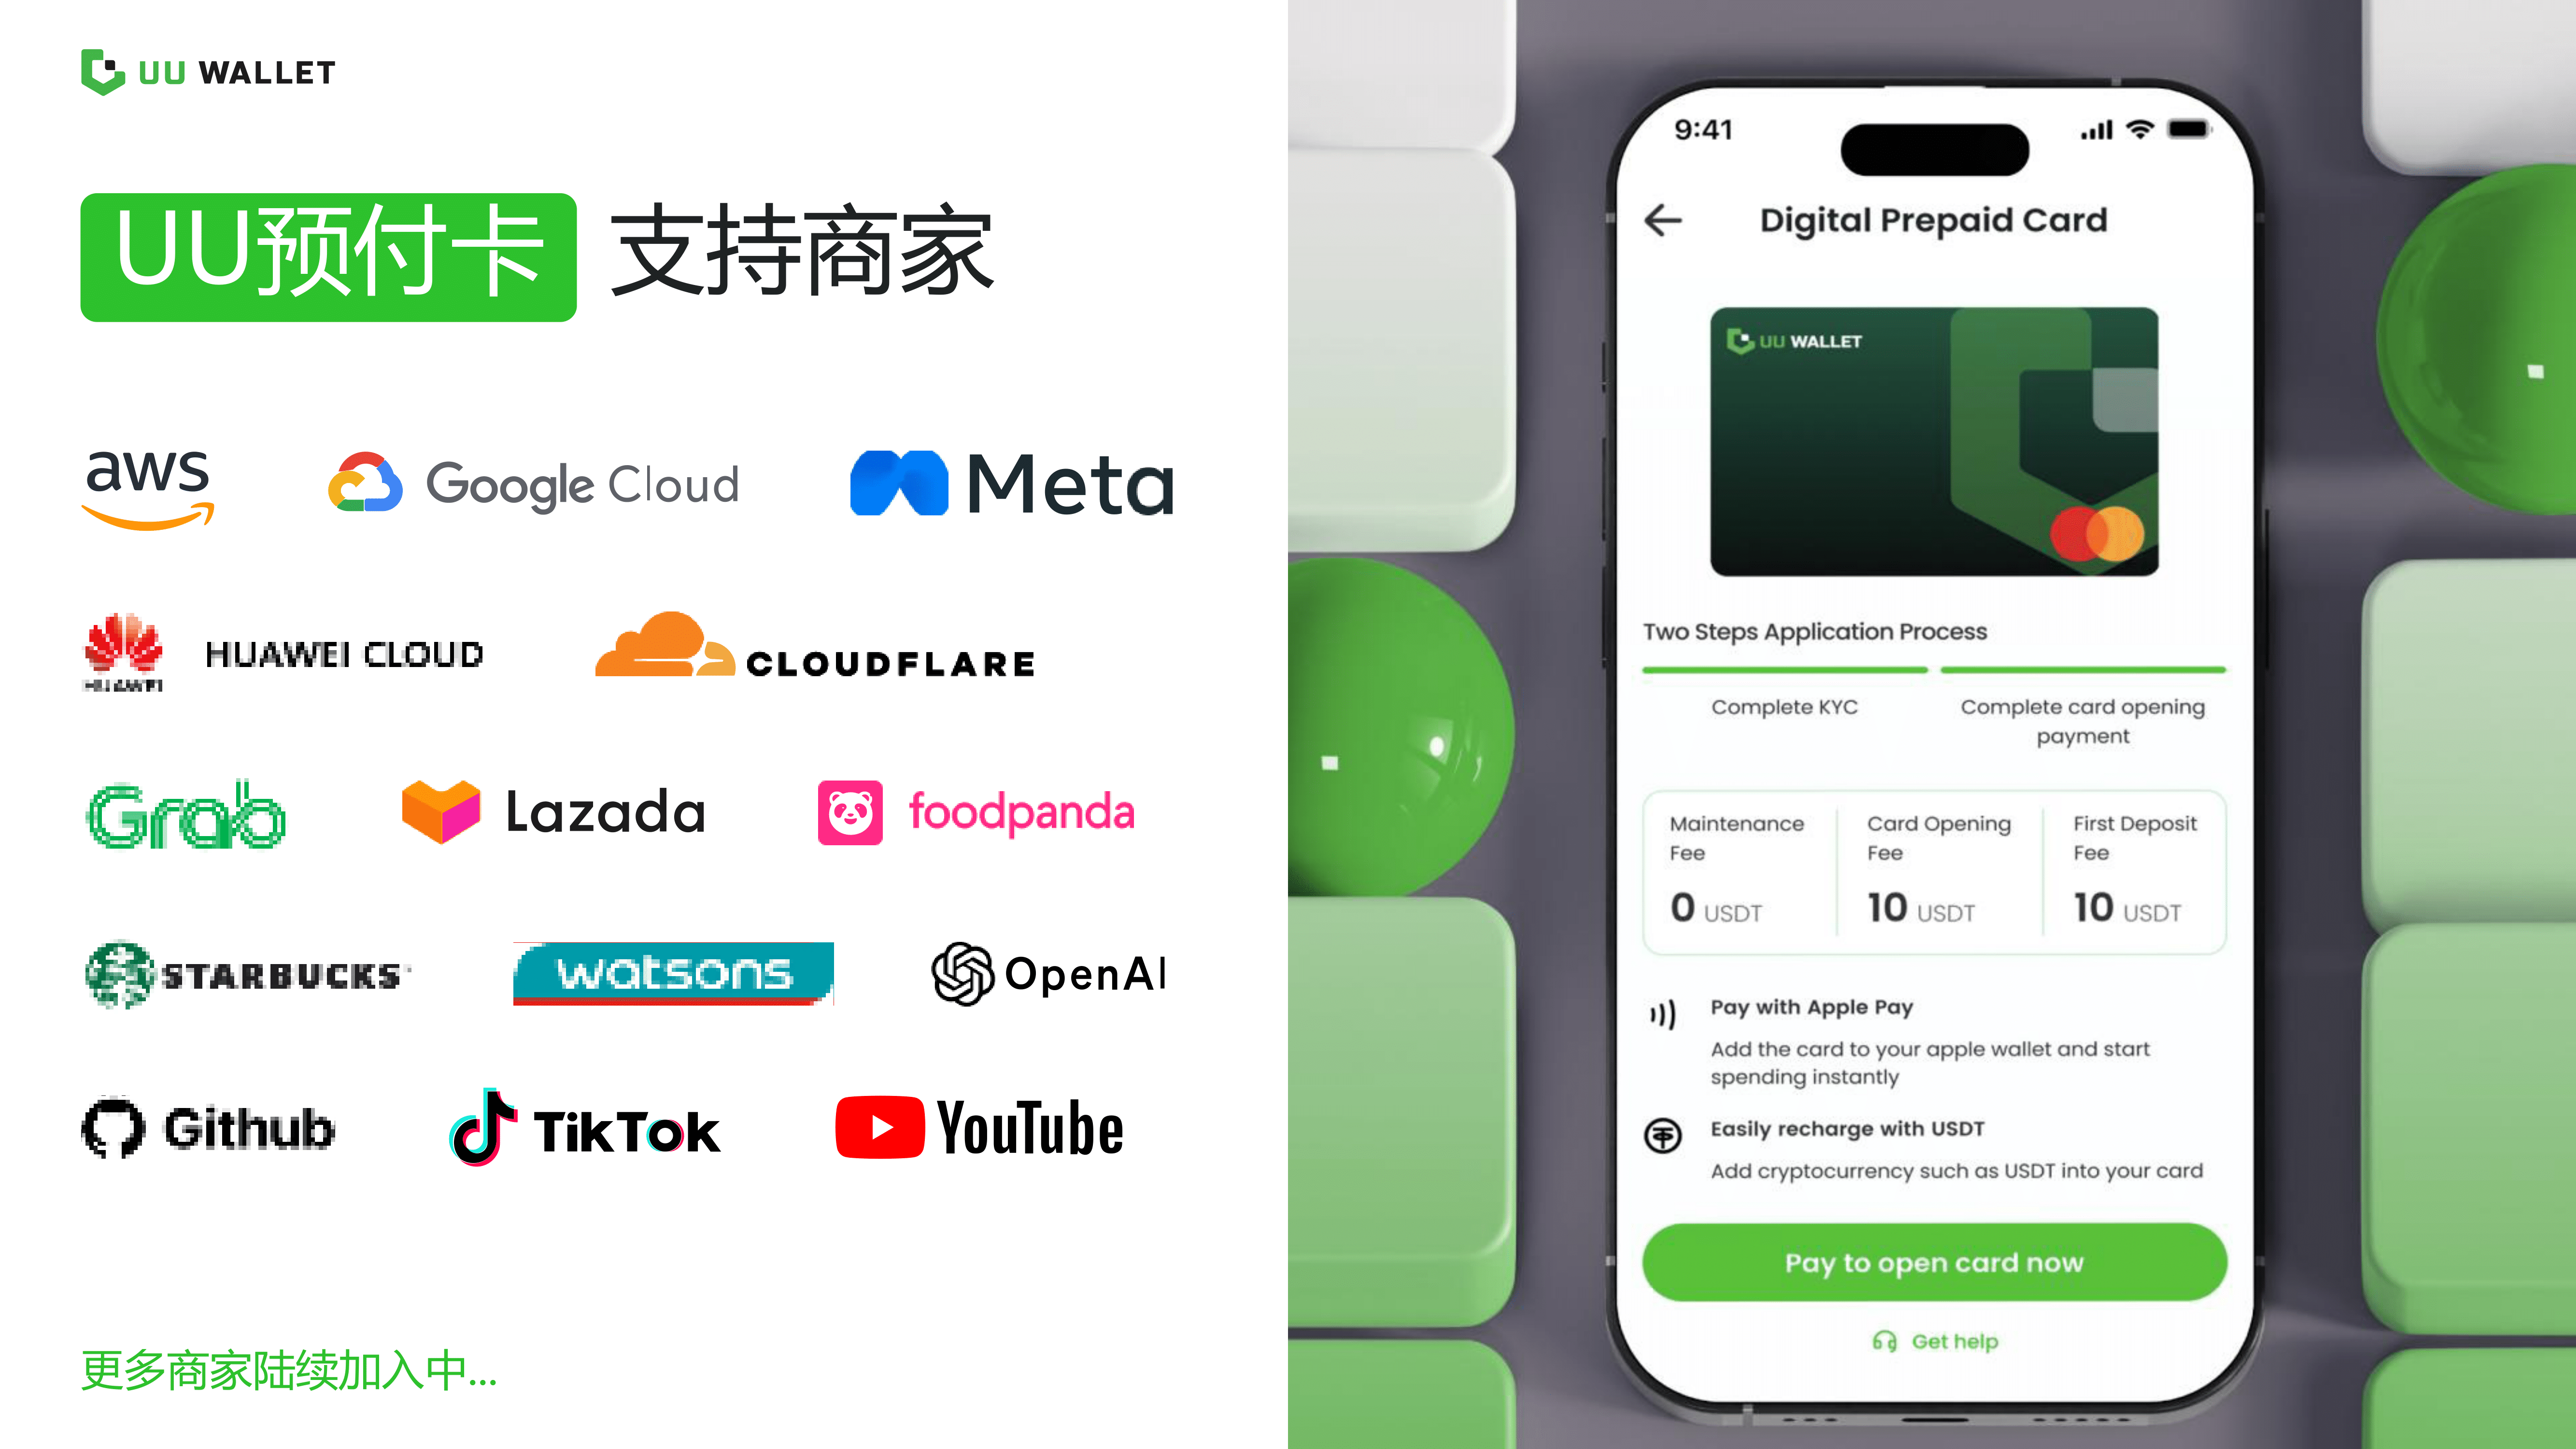 UU WALLET
UU预付卡 支持商家
aws
Google Cloud
Meta
HUAWEI
HUAWEI CLOUD
CLOUDFLARE
Grab
Lazada
foodpanda
STARBUCKS
watsons
OpenAI
Github
TikTok
YouTube
更多商家陆续加入中...
9:41
Digital Prepaid Card
UU WALLET
Two Steps Application Process
Complete KYC
Complete card opening
payment
Maintenance
Fee
0 USDT
Card Opening
Fee
10 USDT
First Deposit
Fee
10 USDT
Pay with Apple Pay
Add the card to your apple wallet and start
spending instantly
Easily recharge with USDT
Add cryptocurrency such as USDT into your card
Pay to open card now
Get help